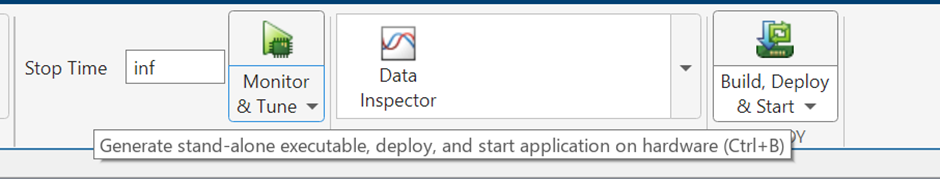 Stop Time
inf
Monitor
& Tune
Data
Inspector
Build, Deploy
& Start
Generate stand-alone executable, deploy, and start application on hardware (Ctrl+B)